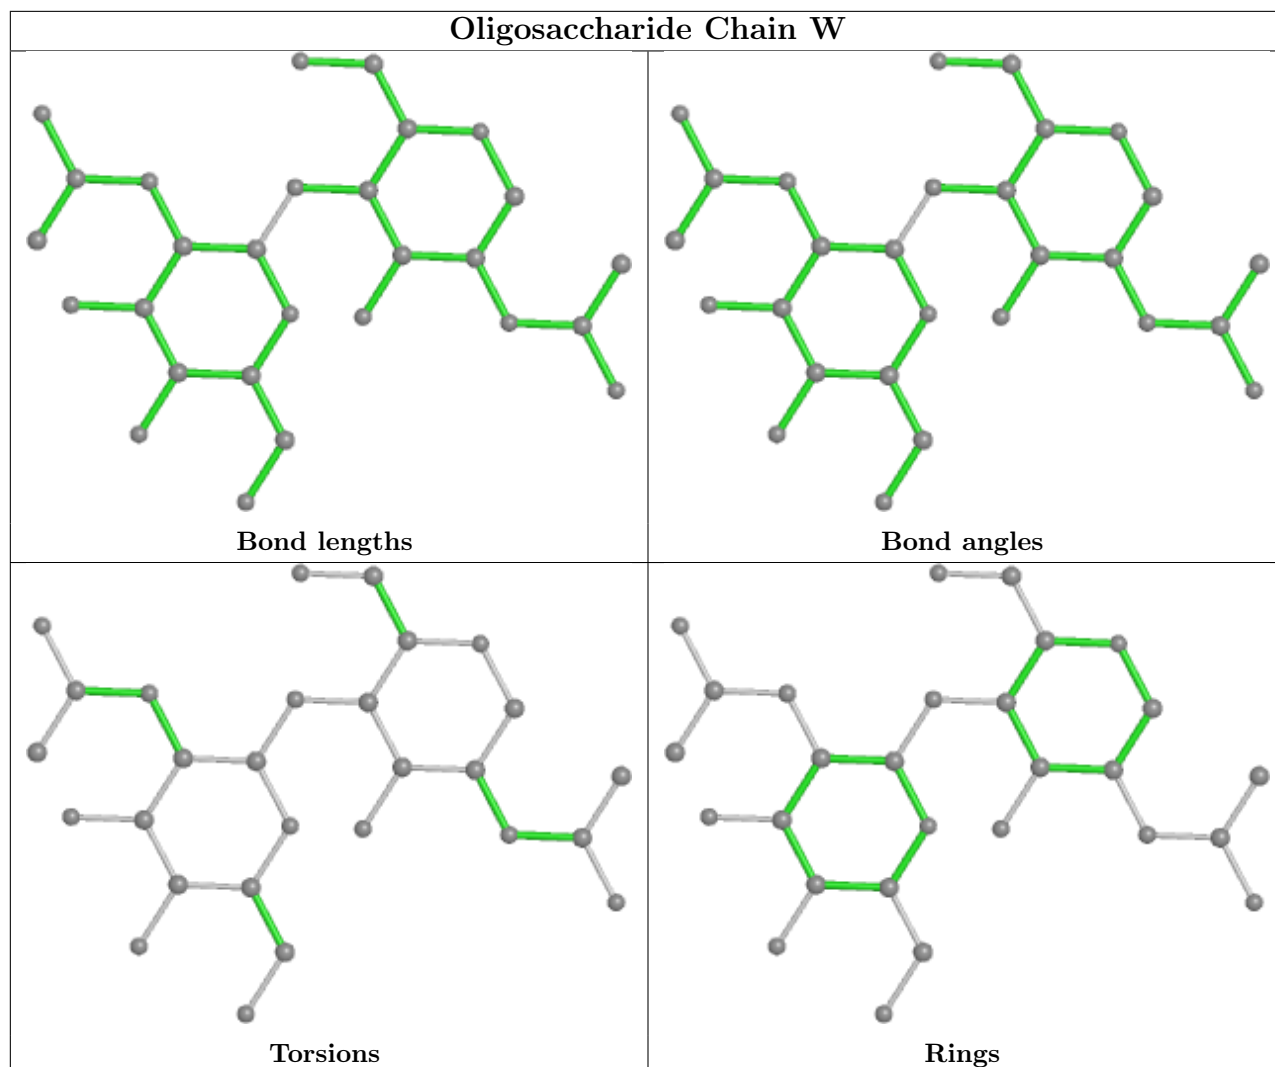 Oligosaccharide Chain W
Bond lengths
Bond angles
Torsions
Rings